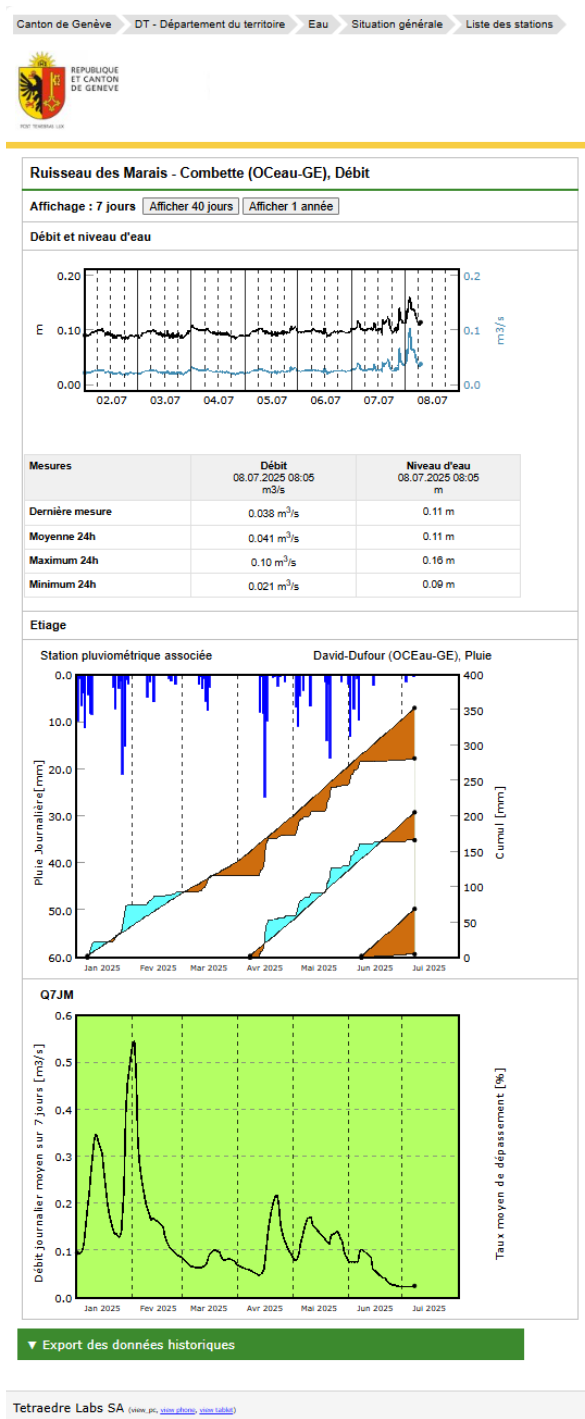 Canton de Genève DT - Département du territoire Eau Situation générale Liste des stations
REPUBLIQUE
ET CANTON
DE GENEVE
POST TENEBRAS LUX
Ruisseau des Marais - Combette (OCeau-GE), Débit
Affichage : 7 jours Afficher 40 jours Afficher 1 année
Débit et niveau d'eau
0.20 0.2
m 0.10 0.1 m3/s
0.00 0.0
02.07 03.07 04.07 05.07 06.07 07.07 08.07
Mesures Débit Niveau d'eau
08.07.2025 08:05 08.07.2025 08:05
m3/s m
Dernière mesure 0.038 m³/s 0.11 m
Moyenne 24h 0.041 m³/s 0.11 m
Maximum 24h 0.10 m³/s 0.16 m
Minimum 24h 0.021 m³/s 0.09 m
Etiage
Station pluviométrique associée David-Dufour (OCEau-GE), Pluie
0.0 400
350
10.0
300
20.0
250
Pluie Journalière[mm] 30.0 200 Cumul [mm]
150
40.0
100
50.0
50
60.0 0
Jan 2025 Fev 2025 Mar 2025 Avr 2025 Mai 2025 Jun 2025 Jul 2025
Q7JM
0.6
0.5
0.4
Débit journalier moyen sur 7 jours [m3/s] 0.3 Taux moyen de dépassement [%]
0.2
0.1
0.0
Jan 2025 Fev 2025 Mar 2025 Avr 2025 Mai 2025 Jun 2025 Jul 2025
▼ Export des données historiques
Tetraedre Labs SA (view_pc, view phone, view tablet)